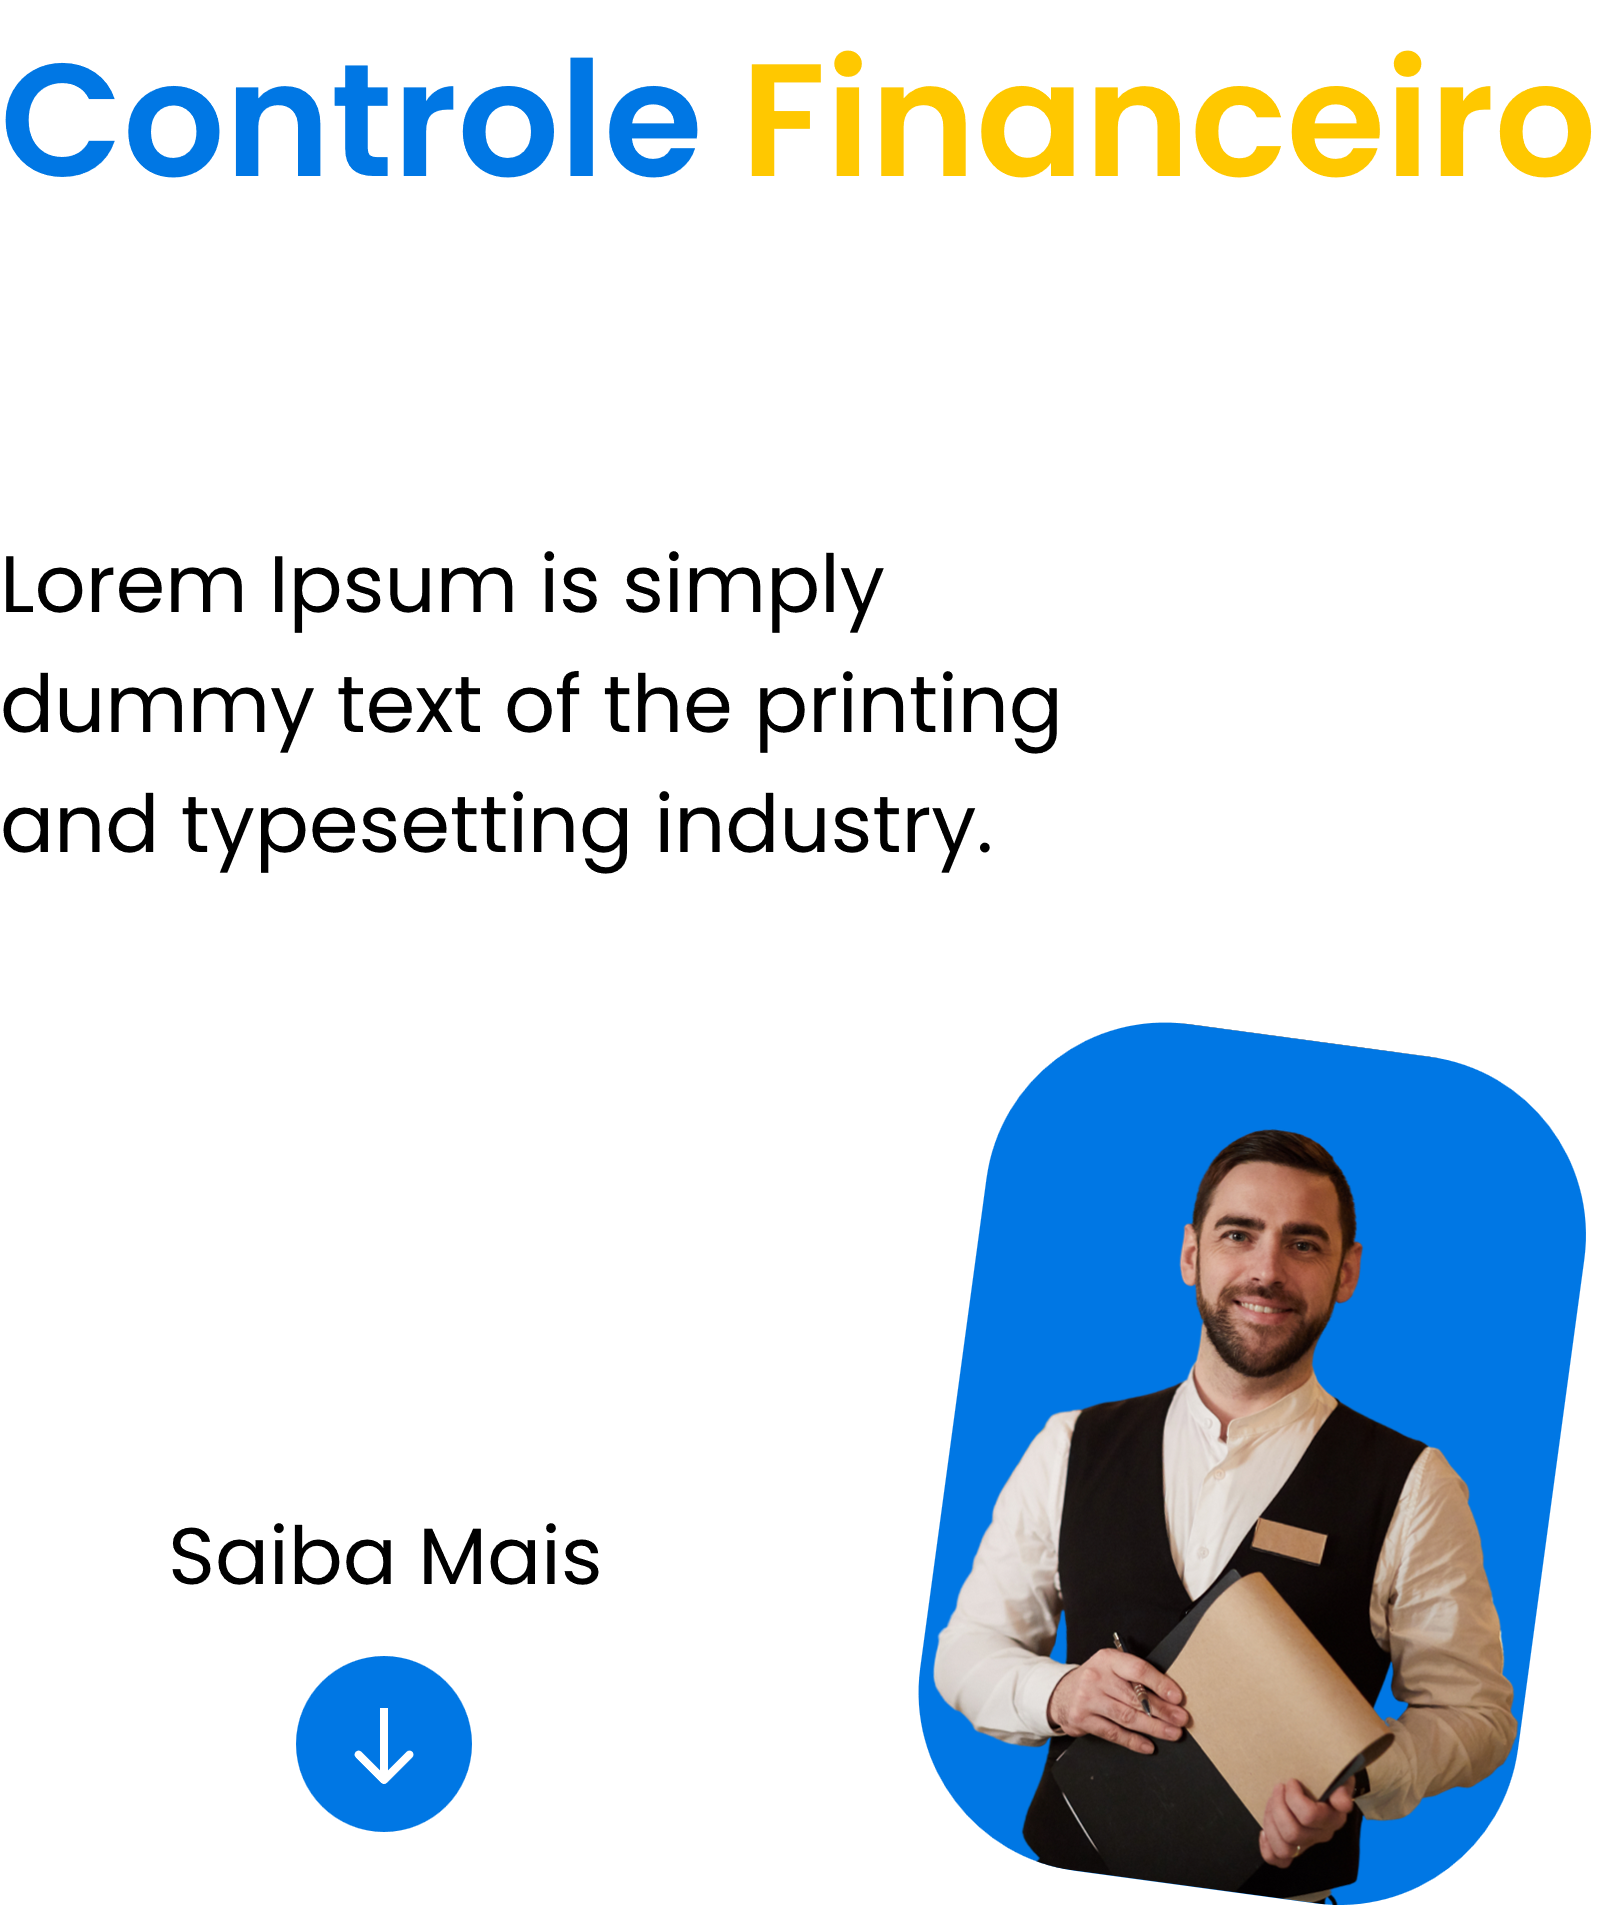 Controle Financeiro
Lorem Ipsum is simply
dummy text of the printing
and typesetting industry.
Saiba Mais